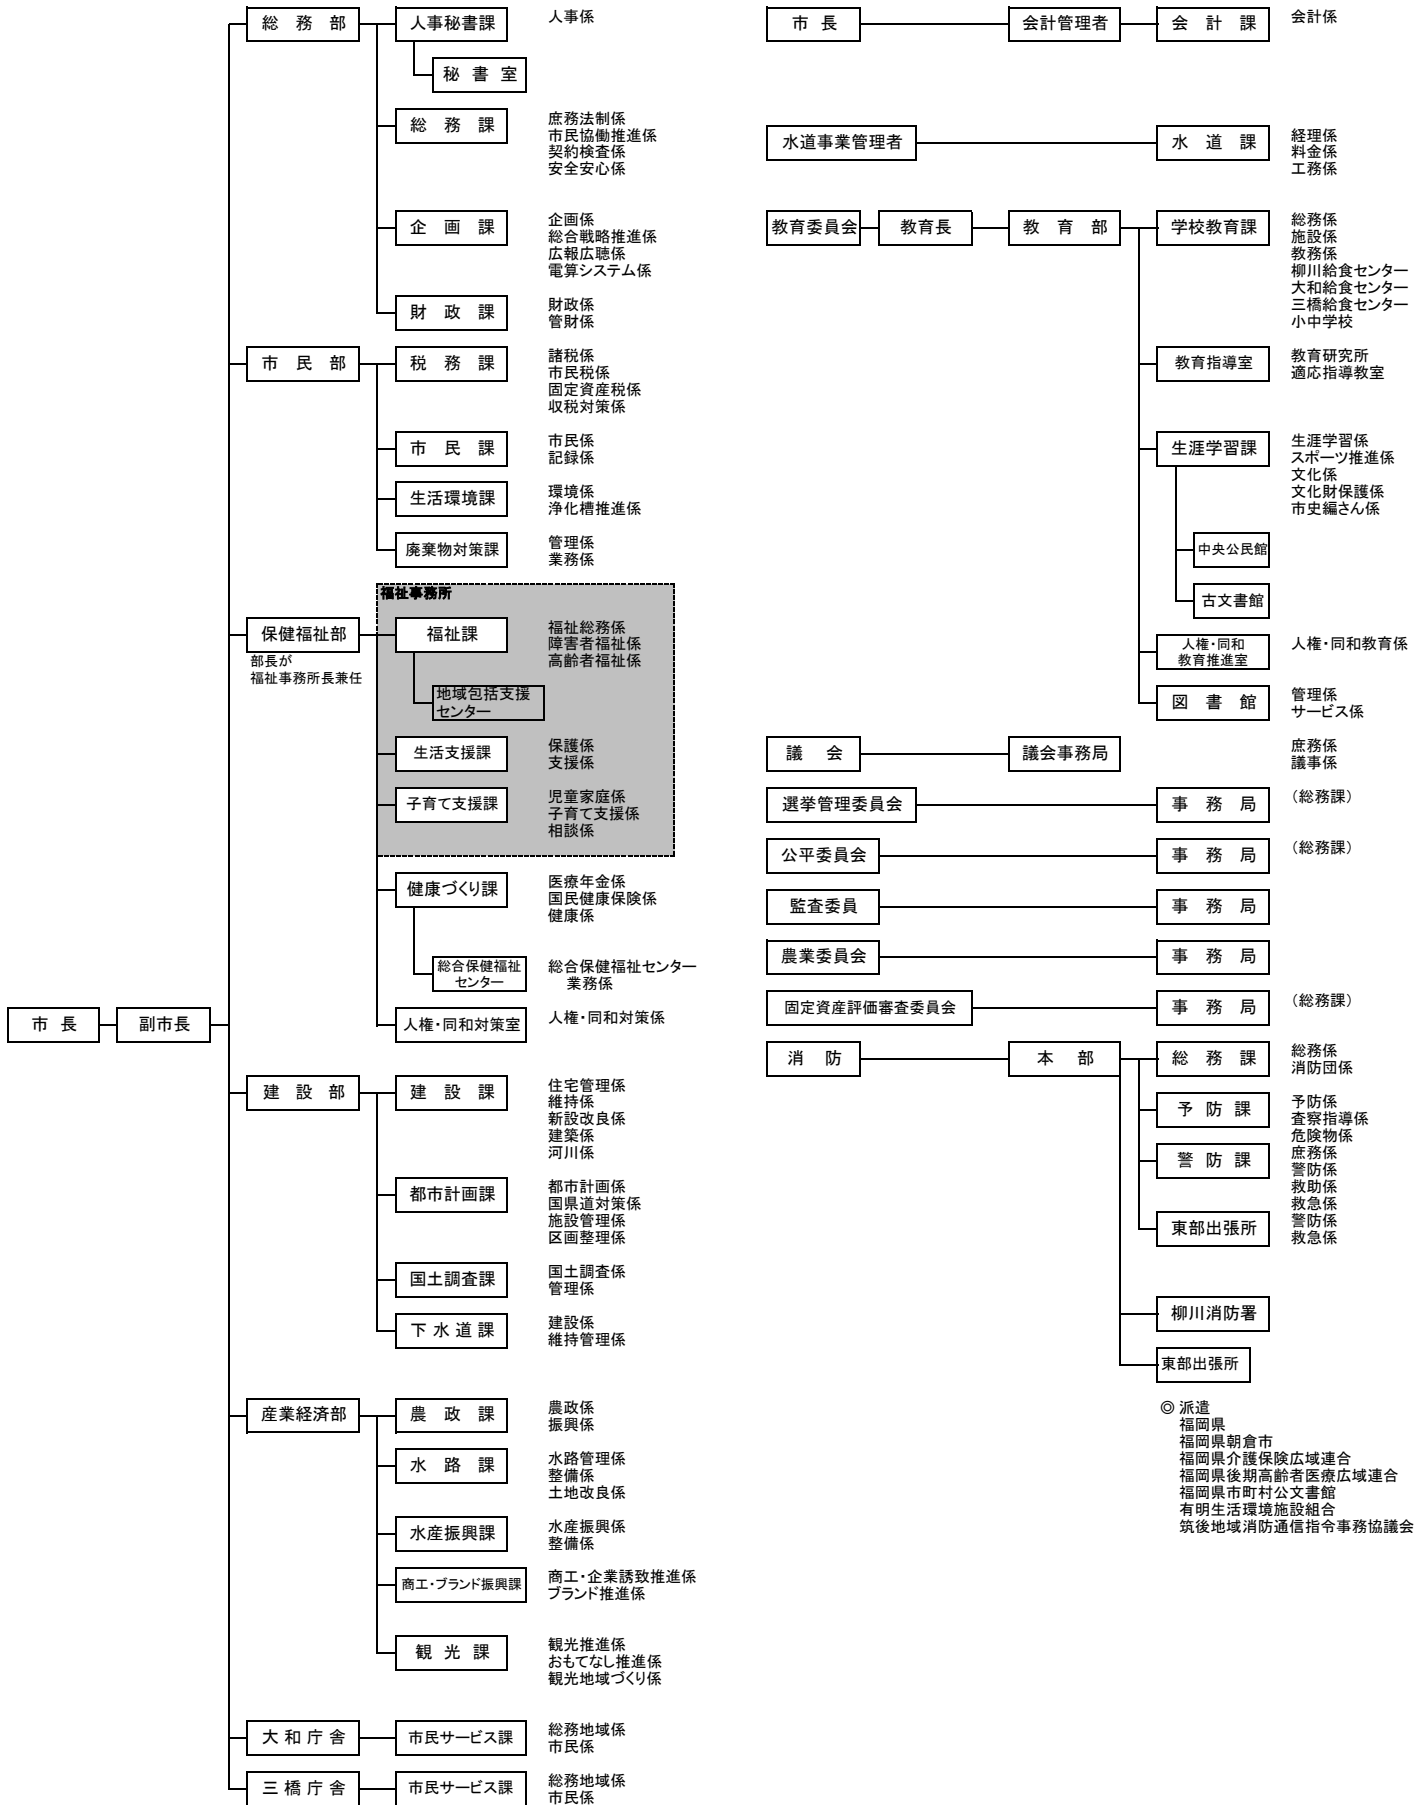 総務部
人事秘書課
人事係
秘書室
総務課
庶務法制係
市民協働推進係
契約検査係
安全安心係
企画課
企画係
総合戦略推進係
広報広聴係
電算システム係
財政課
財政係
管財係
市民部
税務課
諸税係
市民税係
固定資産税係
収税対策係
市民課
市民係
記録係
生活環境課
環境係
浄化槽推進係
廃棄物対策課
管理係
業務係
福祉事務所
保健福祉部
部長が
福祉事務所長兼任
福祉課
福祉総務係
障害者福祉係
高齢者福祉係
地域包括支援
センター
生活支援課
保護係
支援係
子育て支援課
児童家庭係
子育て支援係
相談係
健康づくり課
医療年金係
国民健康保険係
健康係
総合保健福祉
センター
総合保健福祉センター
業務係
市長
副市長
人権・同和対策室
人権・同和対策係
建設部
建設課
住宅管理係
維持係
新設改良係
建築係
河川係
都市計画課
都市計画係
国県道対策係
施設管理係
区画整理係
国土調査課
国土調査係
管理係
下水道課
建設係
維持管理係
産業経済部
農政課
農政係
振興係
水路課
水路管理係
整備係
土地改良係
水産振興課
水産振興係
整備係
商工・ブランド振興課
商工・企業誘致推進係
ブランド推進係
観光課
観光推進係
おもてなし推進係
観光地域づくり係
大和庁舎
市民サービス課
総務地域係
市民係
三橋庁舎
市民サービス課
総務地域係
市民係
市長
会計管理者
会計課
会計係
水道事業管理者
水道課
経理係
料金係
工務係
教育委員会
教育長
教育部
学校教育課
総務係
施設係
教務係
柳川給食センター
大和給食センター
三橋給食センター
小中学校
教育指導室
教育研究所
適応指導教室
生涯学習課
生涯学習係
スポーツ推進係
文化係
文化財保護係
市史編さん係
中央公民館
古文書館
人権・同和
教育推進室
人権・同和教育係
図書館
管理係
サービス係
議会
議会事務局
庶務係
議事係
選挙管理委員会
事務局
（総務課）
公平委員会
事務局
（総務課）
監査委員
事務局
農業委員会
事務局
固定資産評価審査委員会
事務局
（総務課）
消防
本部
総務課
総務係
消防団係
予防課
予防係
査察指導係
危険物係
警防課
庶務係
警防係
救助係
救急係
東部出張所
警防係
救急係
柳川消防署
東部出張所
◎ 派遣
福岡県
福岡県朝倉市
福岡県介護保険広域連合
福岡県後期高齢者医療広域連合
福岡県市町村公文書館
有明生活環境施設組合
筑後地域消防通信指令事務協議会